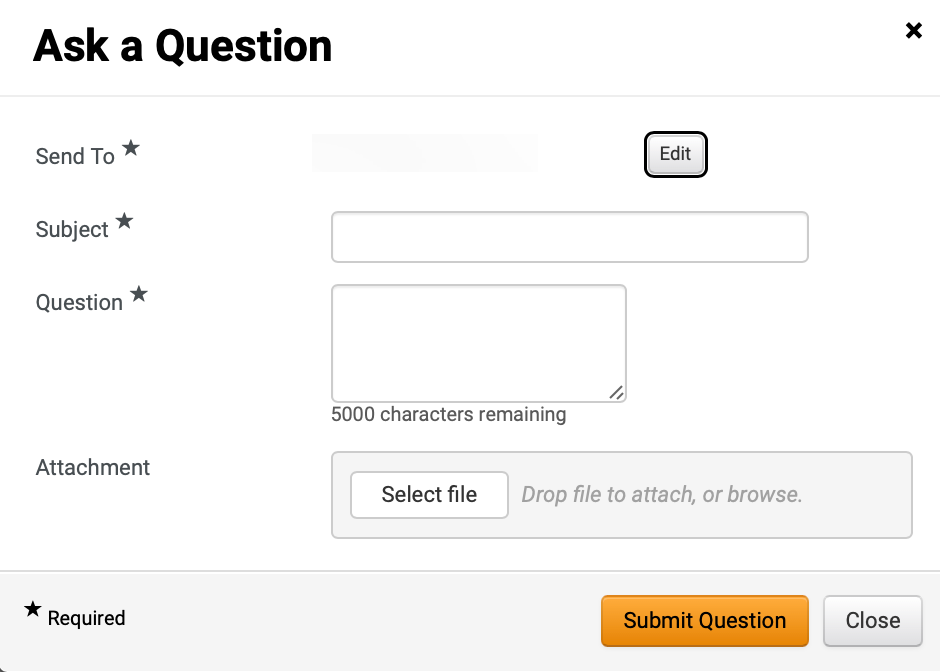 Ask a Question
Send To ★
Edit
Subject ★
Question ★
5000 characters remaining
Attachment
Select file
Drop file to attach, or browse.
★ Required
Submit Question
Close